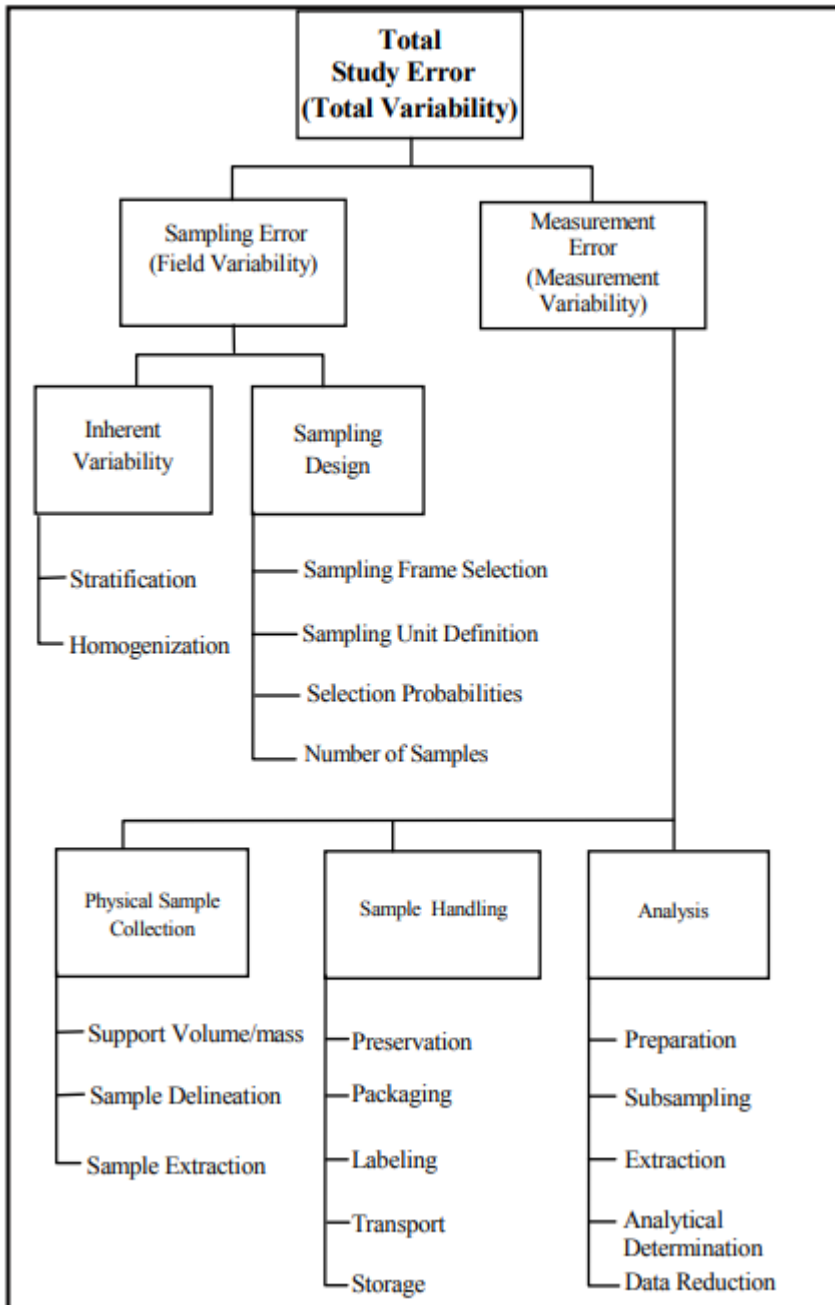 Total
Study Error
(Total Variability)
Sampling Error
(Field Variability)
Measurement
Error
(Measurement
Variability)
Inherent
Variability
Sampling
Design
Stratification
Homogenization
Sampling Frame Selection
Sampling Unit Definition
Selection Probabilities
Number of Samples
Physical Sample
Collection
Sample Handling
Analysis
Support Volume/mass
Sample Delineation
Sample Extraction
Preservation
Packaging
Labeling
Transport
Storage
Preparation
Subsampling
Extraction
Analytical
Determination
Data Reduction